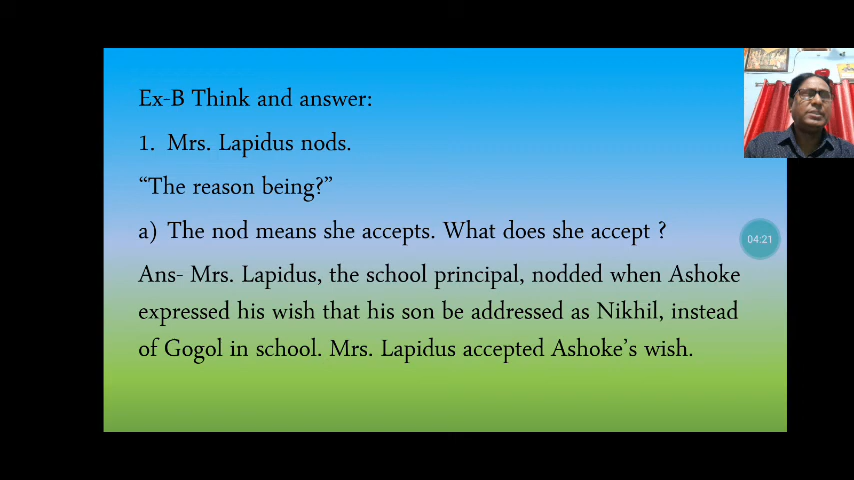 Ex-B Think and answer:
1. Mrs. Lapidus nods.
“The reason being?”
a) The nod means she accepts. What does she accept ?
Ans- Mrs. Lapidus, the school principal, nodded when Ashoke
expressed his wish that his son be addressed as Nikhil, instead
of Gogol in school. Mrs. Lapidus accepted Ashoke’s wish.
04:21